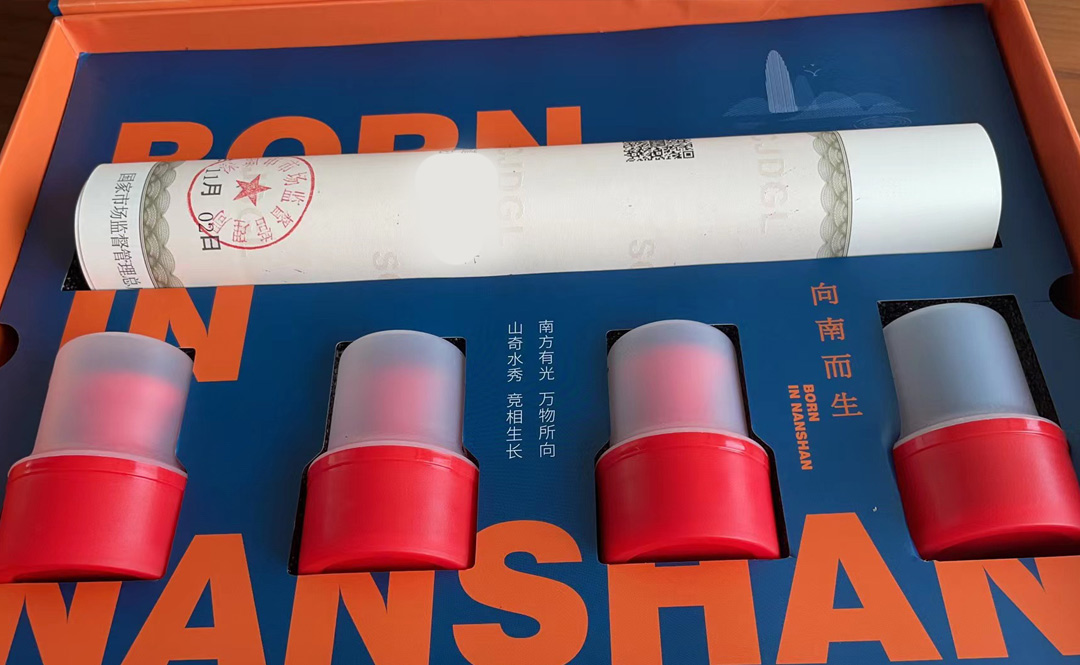 BORN
IN
NANSHAN
国家市场监督管理总
11月 02日
南方有光 万物所向
山奇水秀 竞相生长
向南而生
BORN
IN NANSHAN